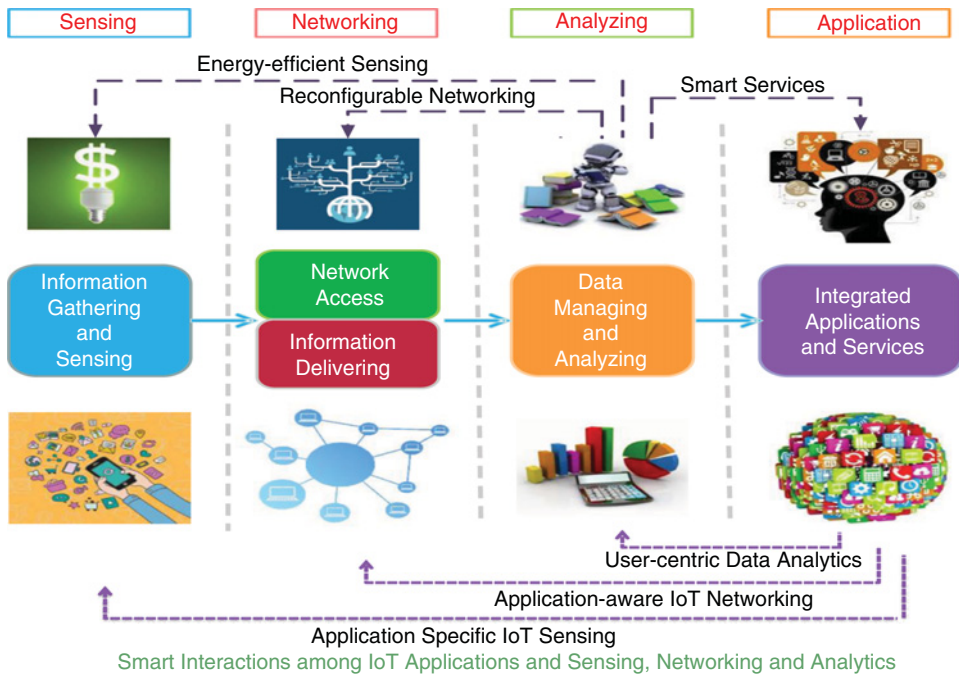 Sensing
Networking
Analyzing
Application
Energy-efficient Sensing
Reconfigurable Networking
Smart Services
Information
Gathering
and
Sensing
Network
Access
Information
Delivering
Data
Managing
and
Analyzing
Integrated
Applications
and Services
User-centric Data Analytics
Application-aware IoT Networking
Application Specific IoT Sensing
Smart Interactions among IoT Applications and Sensing, Networking and Analytics